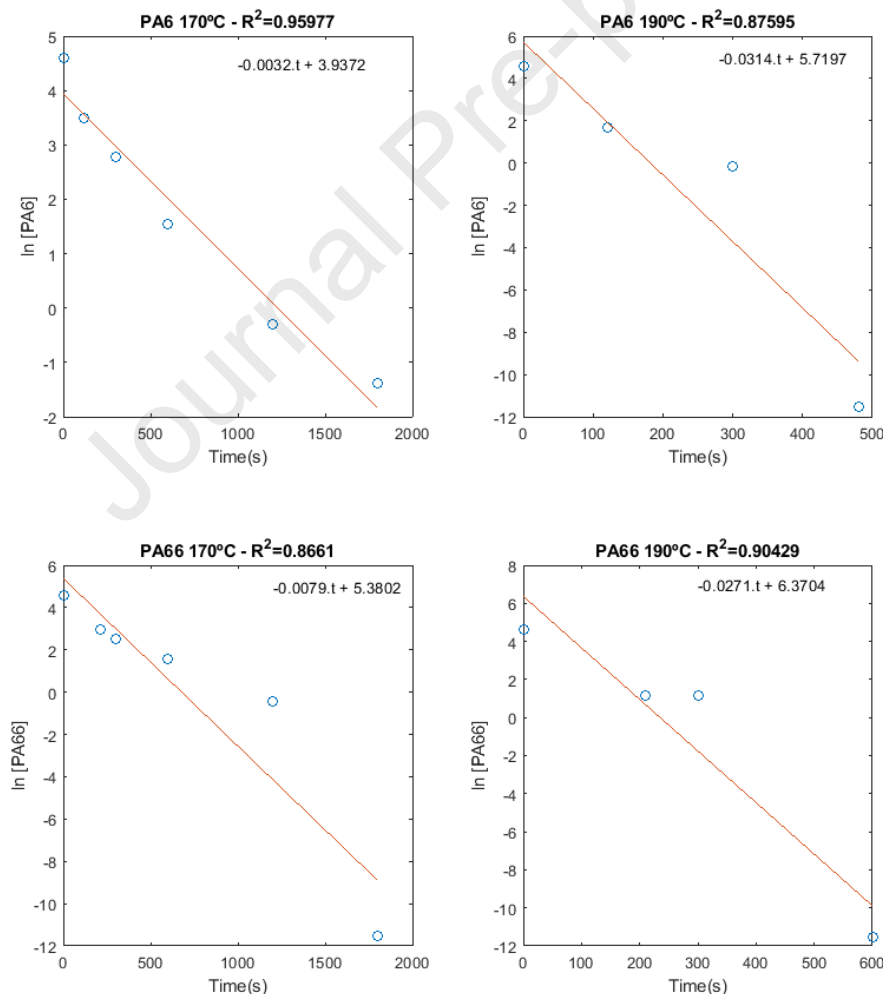 PA6 170ºC - R2=0.95977
-0.0032.t + 3.9372
5
4
3
2
1
0
-1
-2
ln [PA6]
0 500 1000 1500 2000
Time(s)
PA6 190ºC - R2=0.87595
-0.0314.t + 5.7197
6
4
2
0
-2
-4
-6
-8
-10
-12
ln [PA6]
0 100 200 300 400 500
Time(s)
PA66 170ºC - R2=0.8661
-0.0079.t + 5.3802
6
4
2
0
-2
-4
-6
-8
-10
-12
ln [PA66]
0 500 1000 1500 2000
Time(s)
PA66 190ºC - R2=0.90429
-0.0271.t + 6.3704
8
6
4
2
0
-2
-4
-6
-8
-10
-12
ln [PA66]
0 100 200 300 400 500 600
Time(s)
Journal Pre-p